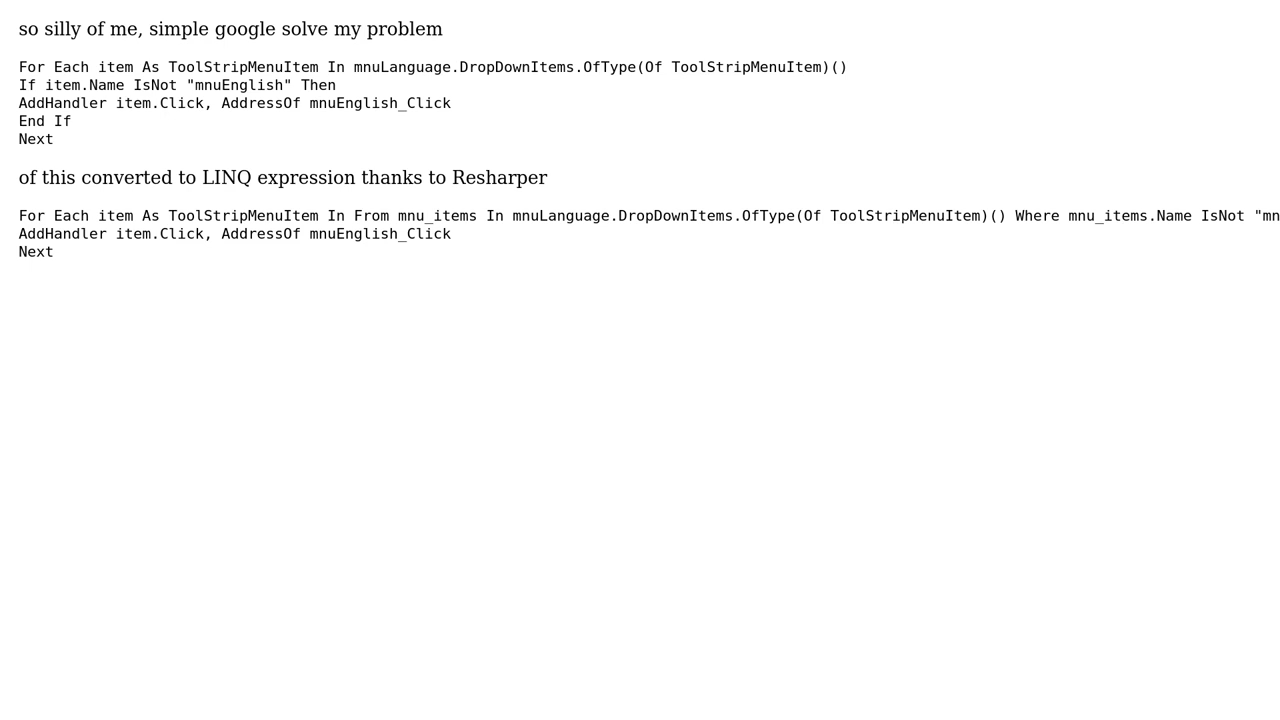 so silly of me, simple google solve my problem
For Each item As ToolStripMenuItem In mnuLanguage.DropDownItems.OfType(Of ToolStripMenuItem)()
If item.Name IsNot "mnuEnglish" Then
AddHandler item.Click, AddressOf mnuEnglish_Click
End If
Next
of this converted to LINQ expression thanks to Resharper
For Each item As ToolStripMenuItem In From mnu_items In mnuLanguage.DropDownItems.OfType(Of ToolStripMenuItem)() Where mnu_items.Name IsNot "mn
AddHandler item.Click, AddressOf mnuEnglish_Click
Next